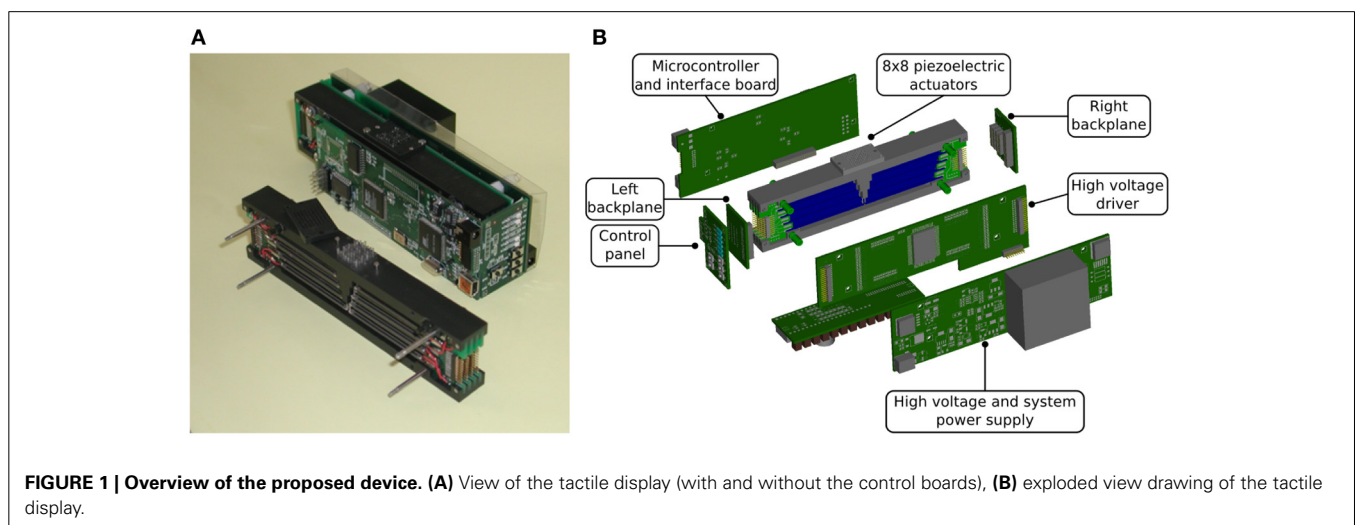 A
B
Microcontroller
and interface board
8x8 piezoelectric
actuators
Right
backplane
Left
backplane
High voltage
driver
Control
panel
High voltage and system
power supply
FIGURE 1 | Overview of the proposed device. (A) View of the tactile display (with and without the control boards), (B) exploded view drawing of the tactile
display.